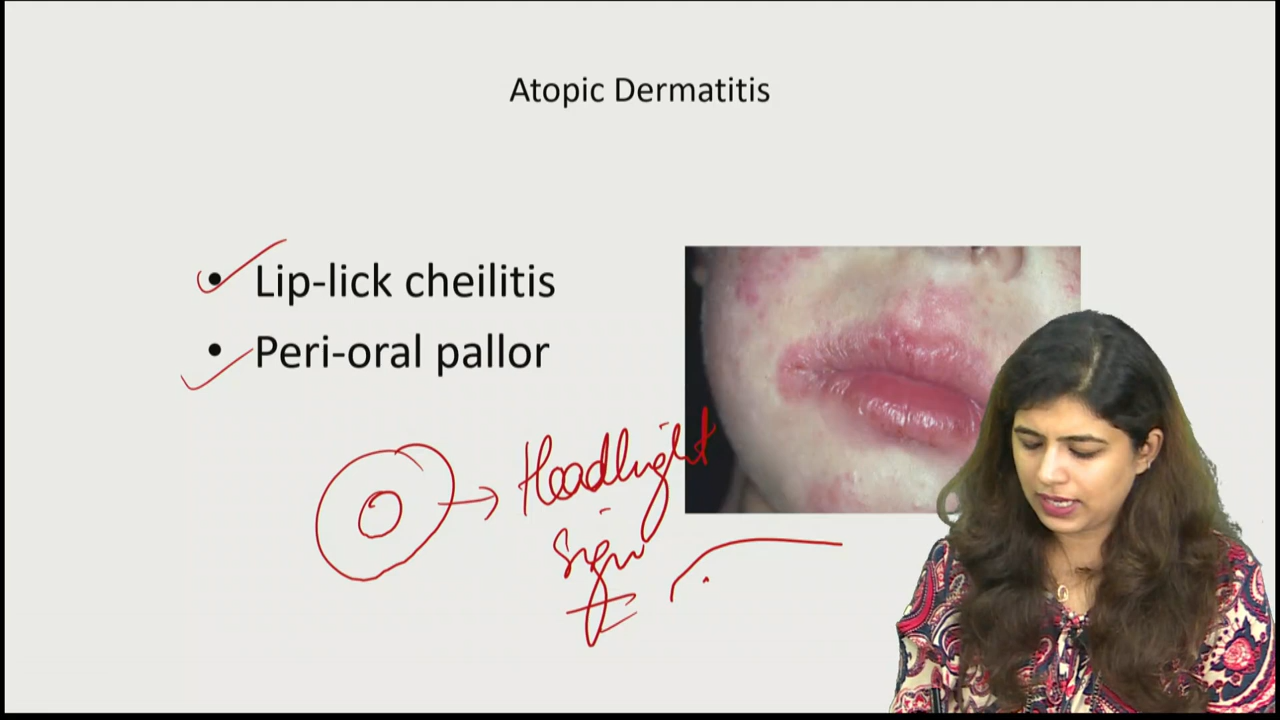 Atopic Dermatitis
• Lip-lick cheilitis
• Peri-oral pallor
Headlight
sign